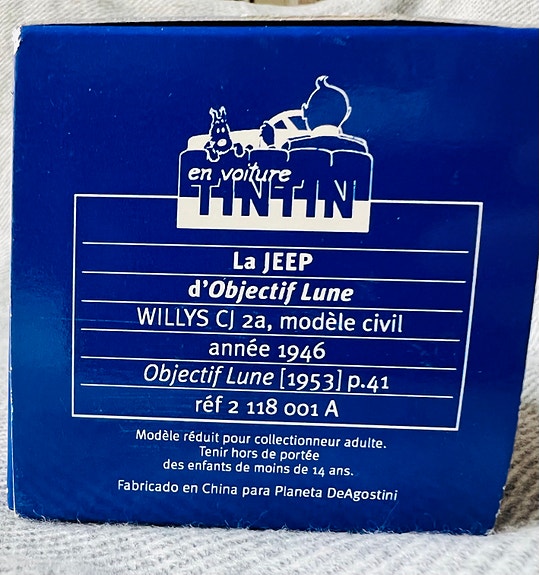 en voiture
TINTIN
La JEEP
d'Objectif Lune
WILLYS CJ 2a, modèle civil
année 1946
Objectif Lune [1953] p.41
réf 2 118 001 A
Modèle réduit pour collectionneur adulte.
Tenir hors de portée
des enfants de moins de 14 ans.
Fabricado en China para Planeta DeAgostini